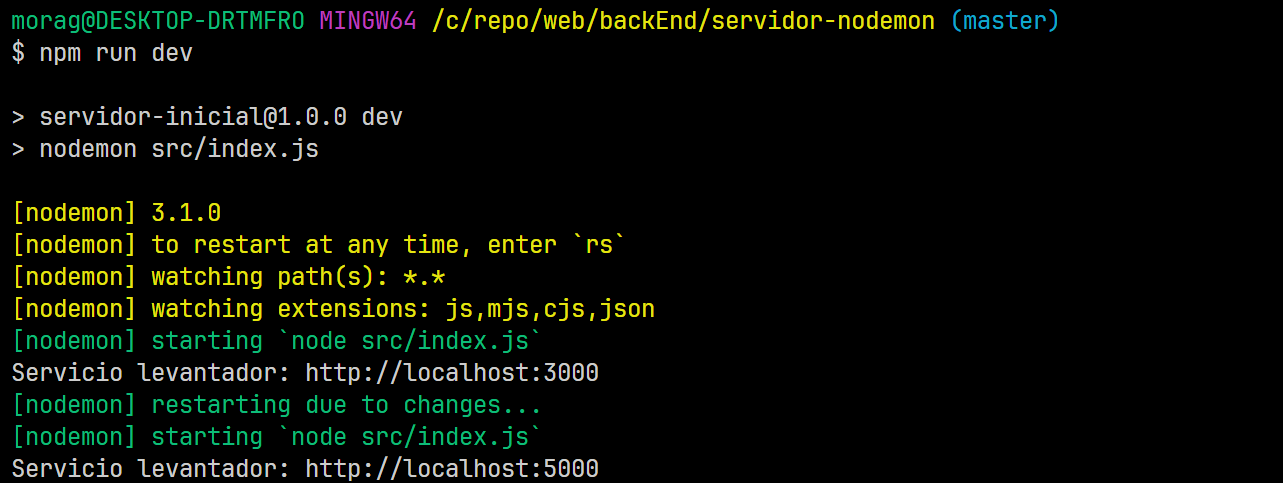 morag@DESKTOP-DRTMFRO MINGW64 /c/repo/web/backEnd/servidor-nodemon (master)
$ npm run dev
> servidor-inicial@1.0.0 dev
> nodemon src/index.js
[nodemon] 3.1.0
[nodemon] to restart at any time, enter `rs`
[nodemon] watching path(s): *.*
[nodemon] watching extensions: js,mjs,cjs,json
[nodemon] starting `node src/index.js`
Servicio levantador: http://localhost:3000
[nodemon] restarting due to changes...
[nodemon] starting `node src/index.js`
Servicio levantador: http://localhost:5000